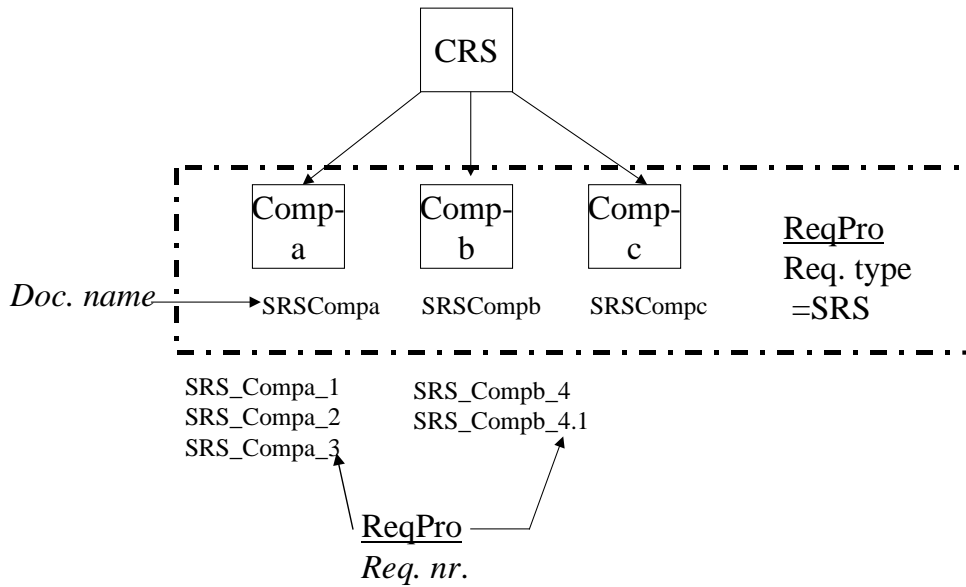 CRS
Comp-
a
Comp-
b
Comp-
c
ReqPro
Req. type
=SRS
Doc. name
SRSCompa
SRSCompb
SRSCompc
SRS_Compa_1
SRS_Compa_2
SRS_Compa_3
SRS_Compb_4
SRS_Compb_4.1
ReqPro
Req. nr.